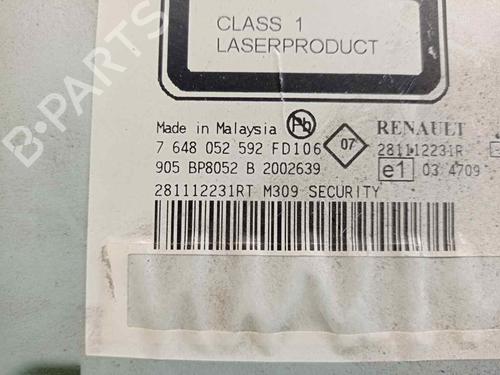 CLASS 1
LASERPRODUCT
Made in Malaysia Pb RENAULT
7 648 052 592 FD106 07 281112231R
905 BP8052 B 2002639 e1 03 4709
281112231RT M309 SECURITY
B-PARTS